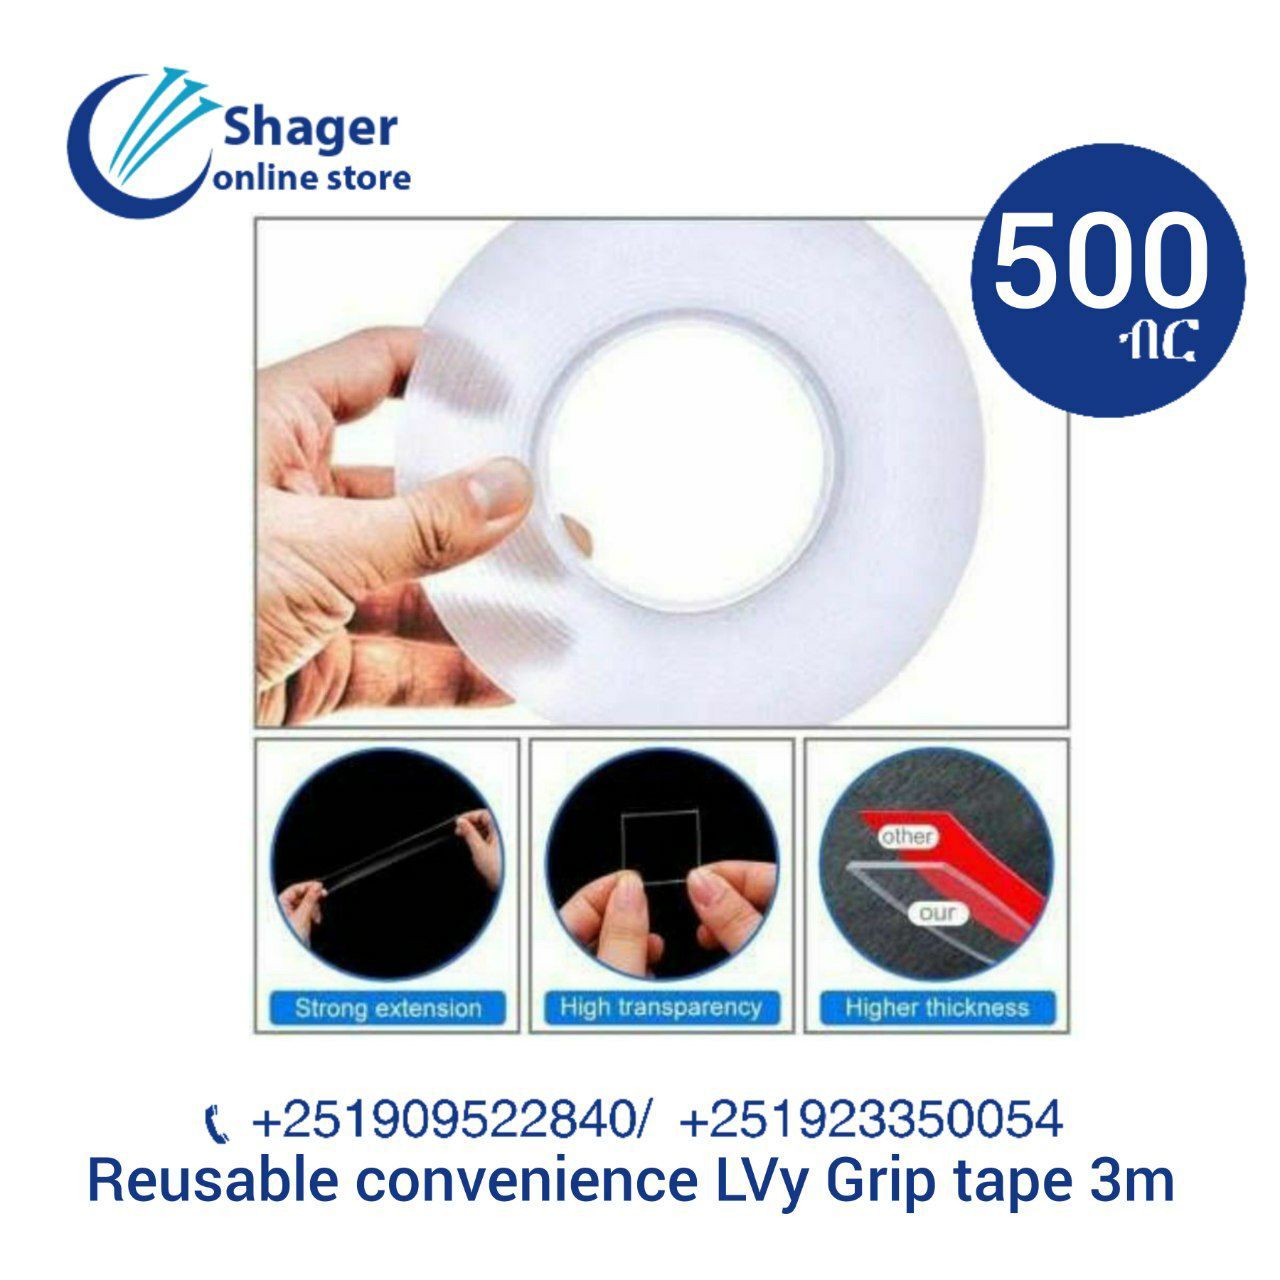 Shager
online store
500
ብር
other
our
Strong extension
High transparency
Higher thickness
+251909522840/ +251923350054
Reusable convenience LVy Grip tape 3m